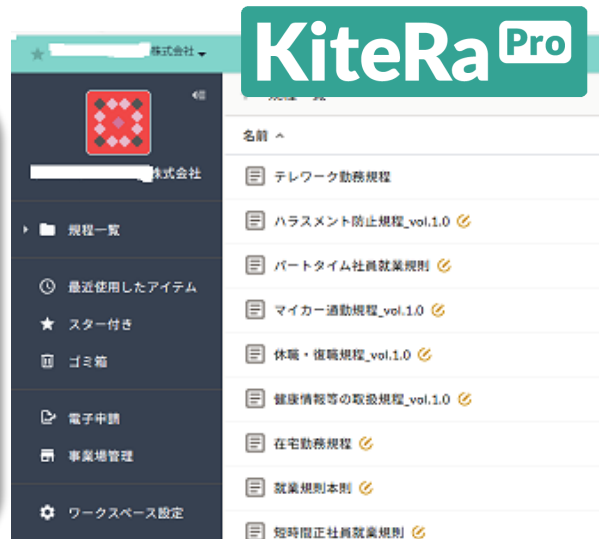 KiteRa Pro
株式会社
株式会社
規程一覧
最近使用したアイテム
スター付き
ゴミ箱
電子申請
事業場管理
ワークスペース設定
名前
テレワーク勤務規程
ハラスメント防止規程_vol.1.0
パートタイム社員就業規則
マイカー通勤規程_vol.1.0
休職・復職規程_vol.1.0
健康情報等の取扱規程_vol.1.0
在宅勤務規程
就業規則本則
短時間正社員就業規則